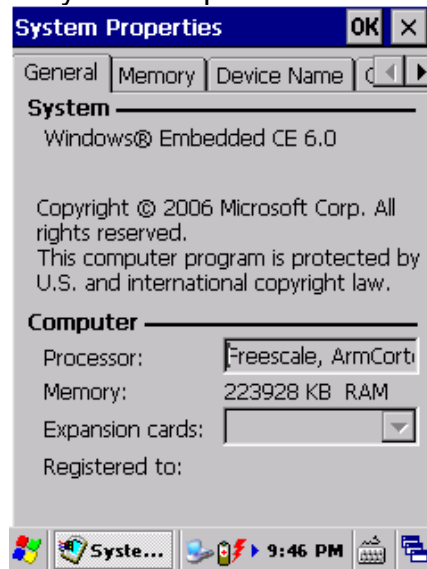 System Properties OK
General Memory Device Name
System
Windows® Embedded CE 6.0
Copyright © 2006 Microsoft Corp. All
rights reserved.
This computer program is protected by
U.S. and international copyright law.
Computer
Processor: Freescale, ArmCort
Memory: 223928 KB RAM
Expansion cards:
Registered to:
Syste... 9:46 PM